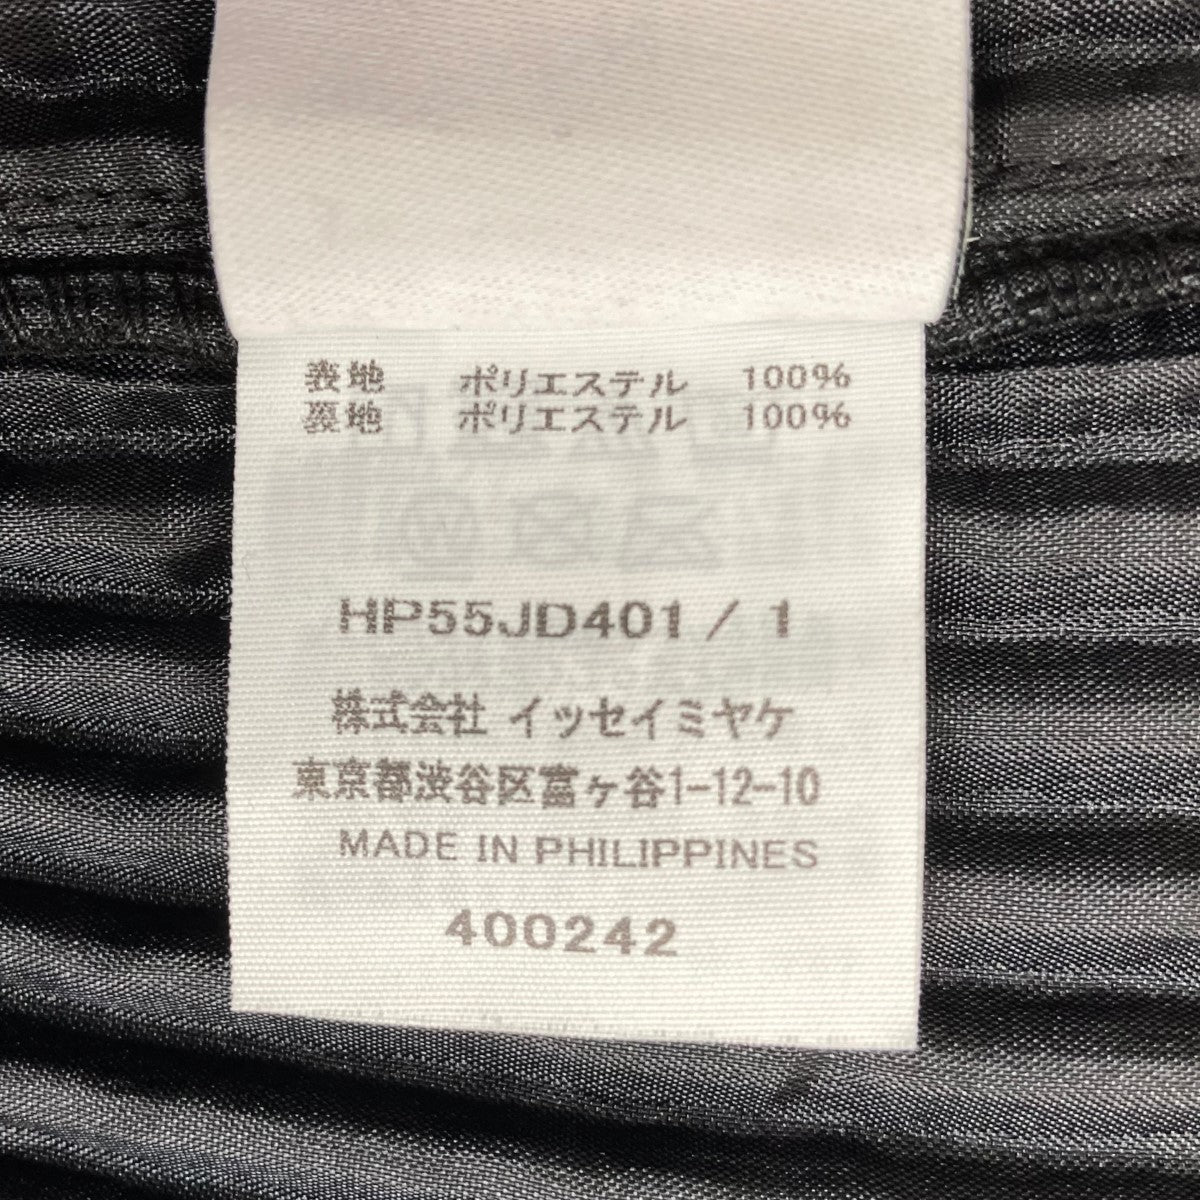 表地 ポリエステル 100%
裏地 ポリエステル 100%
HP55JD401 / 1
株式会社 イッセイミヤケ
東京都渋谷区富ヶ谷1-12-10
MADE IN PHILIPPINES
400242